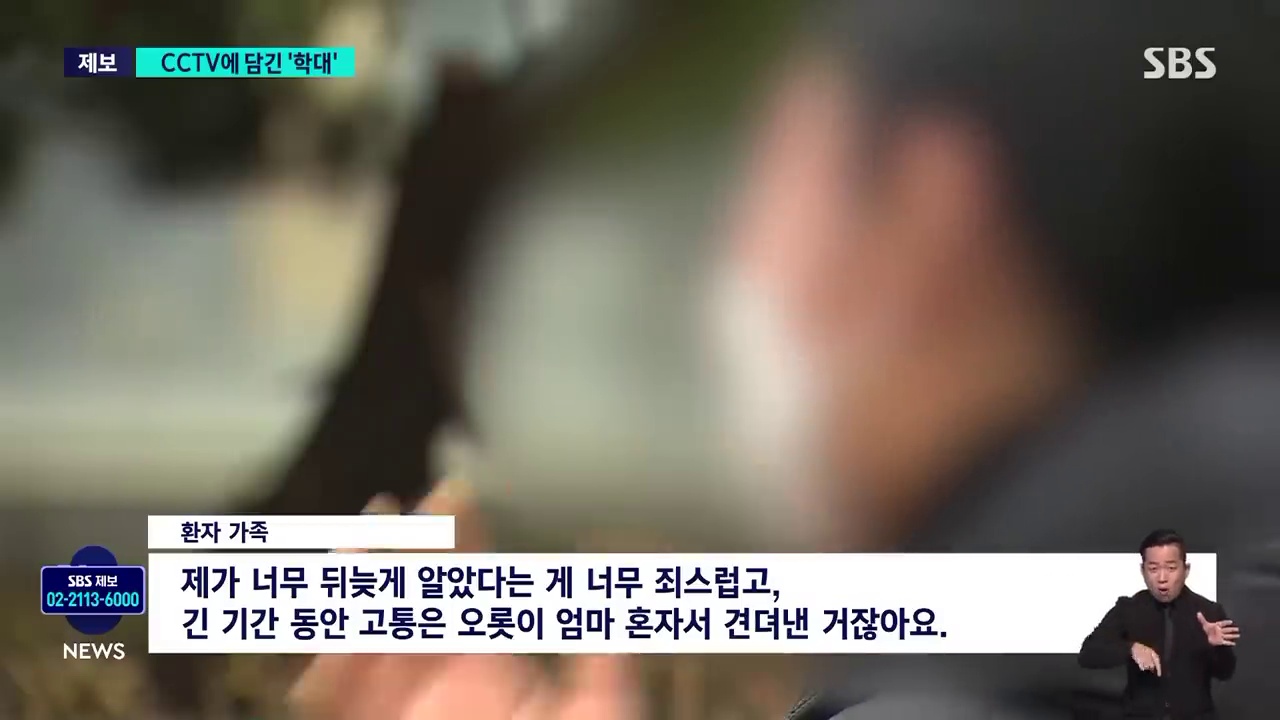 제보 CCTV에 담긴 '학대'
SBS
환자 가족
제가 너무 뒤늦게 알았다는 게 너무 죄스럽고,
긴 기간 동안 고통은 오롯이 엄마 혼자서 견뎌낸 거잖아요.
SBS 제보
02-2113-6000
NEWS